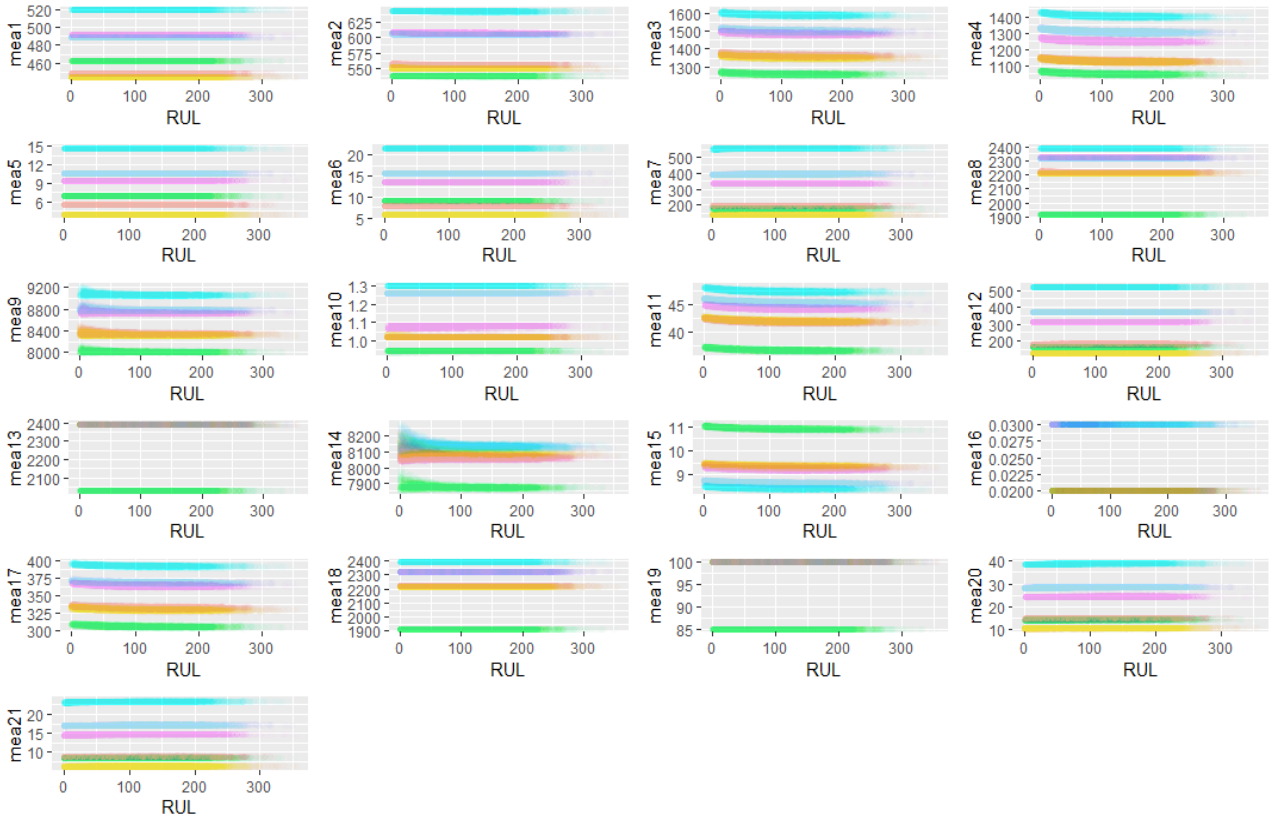 mea1 520 500 480 460 0 100 200 300 RUL
mea2 625 600 575 550 0 100 200 300 RUL
mea3 1600 1500 1400 1300 0 100 200 300 RUL
mea4 1400 1300 1200 1100 0 100 200 300 RUL
mea5 15 12 9 6 0 100 200 300 RUL
mea6 20 15 10 5 0 100 200 300 RUL
mea7 500 400 300 200 0 100 200 300 RUL
mea8 2400 2300 2200 2100 2000 1900 0 100 200 300 RUL
mea9 9200 8800 8400 8000 0 100 200 300 RUL
mea10 1.3 1.2 1.1 1.0 0 100 200 300 RUL
mea11 45 40 0 100 200 300 RUL
mea12 500 400 300 200 0 100 200 300 RUL
mea13 2400 2300 2200 2100 0 100 200 300 RUL
mea14 8200 8100 8000 7900 0 100 200 300 RUL
mea15 11 10 9 0 100 200 300 RUL
mea16 0.0300 0.0275 0.0250 0.0225 0.0200 0 100 200 300 RUL
mea17 400 375 350 325 300 0 100 200 300 RUL
mea18 2400 2300 2200 2100 2000 1900 0 100 200 300 RUL
mea19 100 95 90 85 0 100 200 300 RUL
mea20 40 30 20 10 0 100 200 300 RUL
mea21 20 15 10 0 100 200 300 RUL